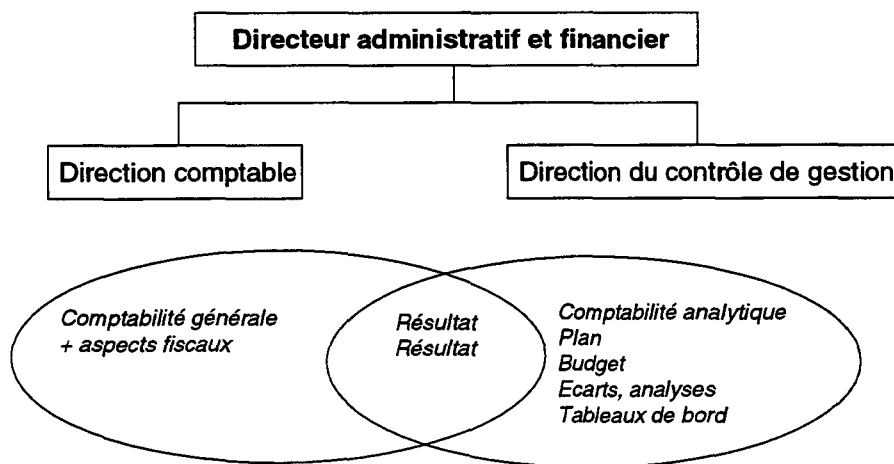 Directeur administratif et financier
Direction comptable
Direction du contrôle de gestion
Comptabilité générale
+ aspects fiscaux
Résultat
Résultat
Comptabilité analytique
Plan
Budget
Ecarts, analyses
Tableaux de bord